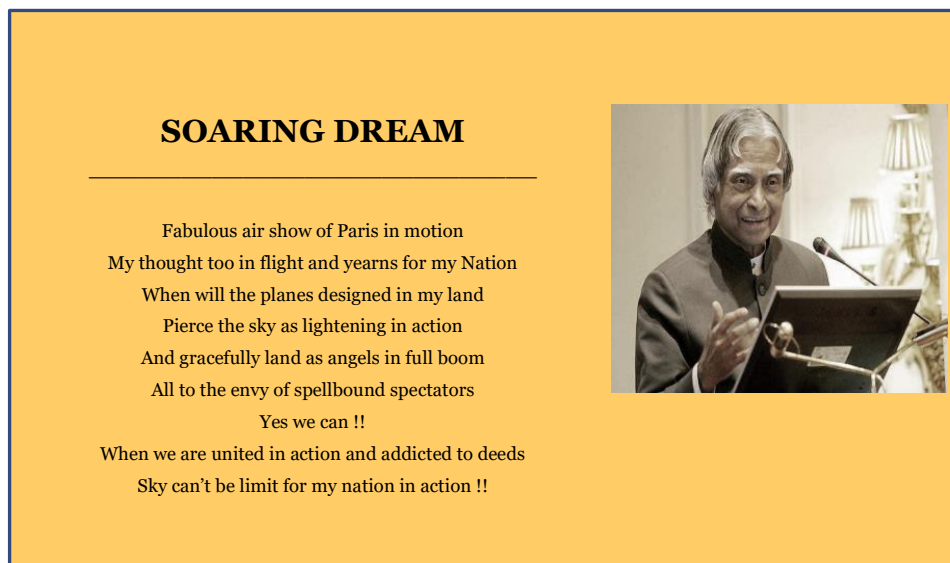 SOARING DREAM
Fabulous air show of Paris in motion
My thought too in flight and yearns for my Nation
When will the planes designed in my land
Pierce the sky as lightening in action
And gracefully land as angels in full boom
All to the envy of spellbound spectators
Yes we can !!
When we are united in action and addicted to deeds
Sky can’t be limit for my nation in action !!